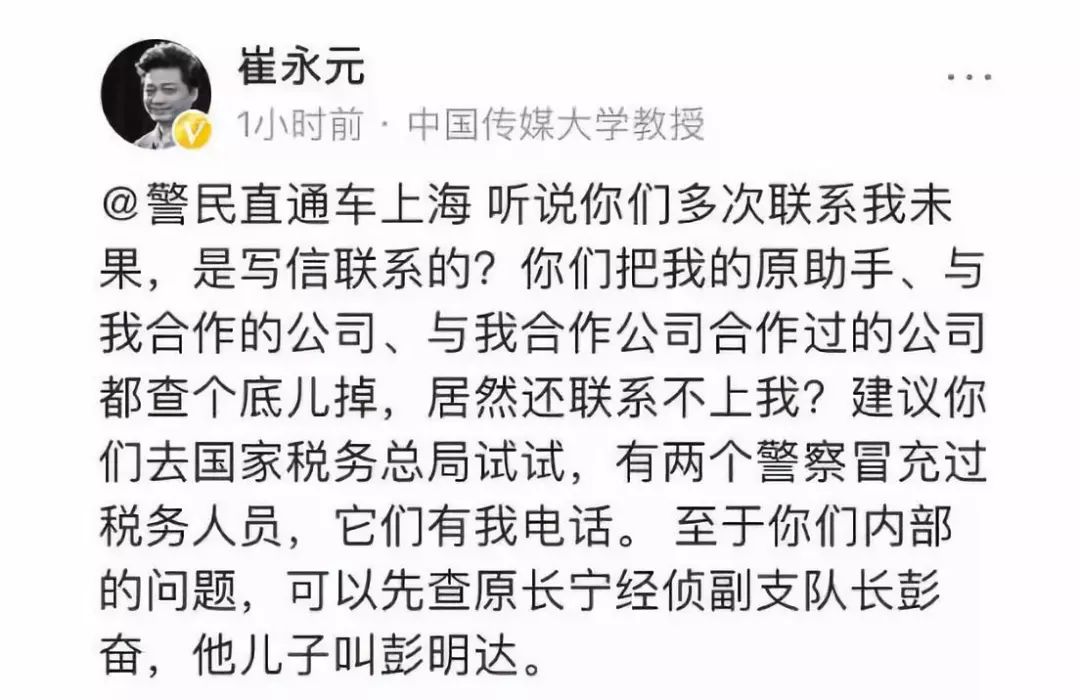 崔永元
1小时前 · 中国传媒大学教授
@警民直通车上海 听说你们多次联系我未
果，是写信联系的？你们把我的原助手、与
我合作的公司、与我合作公司合作过的公司
都查个底儿掉，居然还联系不上我？建议你
们去国家税务总局试试，有两个警察冒充过
税务人员，它们有我电话。 至于你们内部
的问题，可以先查原长宁经侦副支队长彭
奋，他儿子叫彭明达。